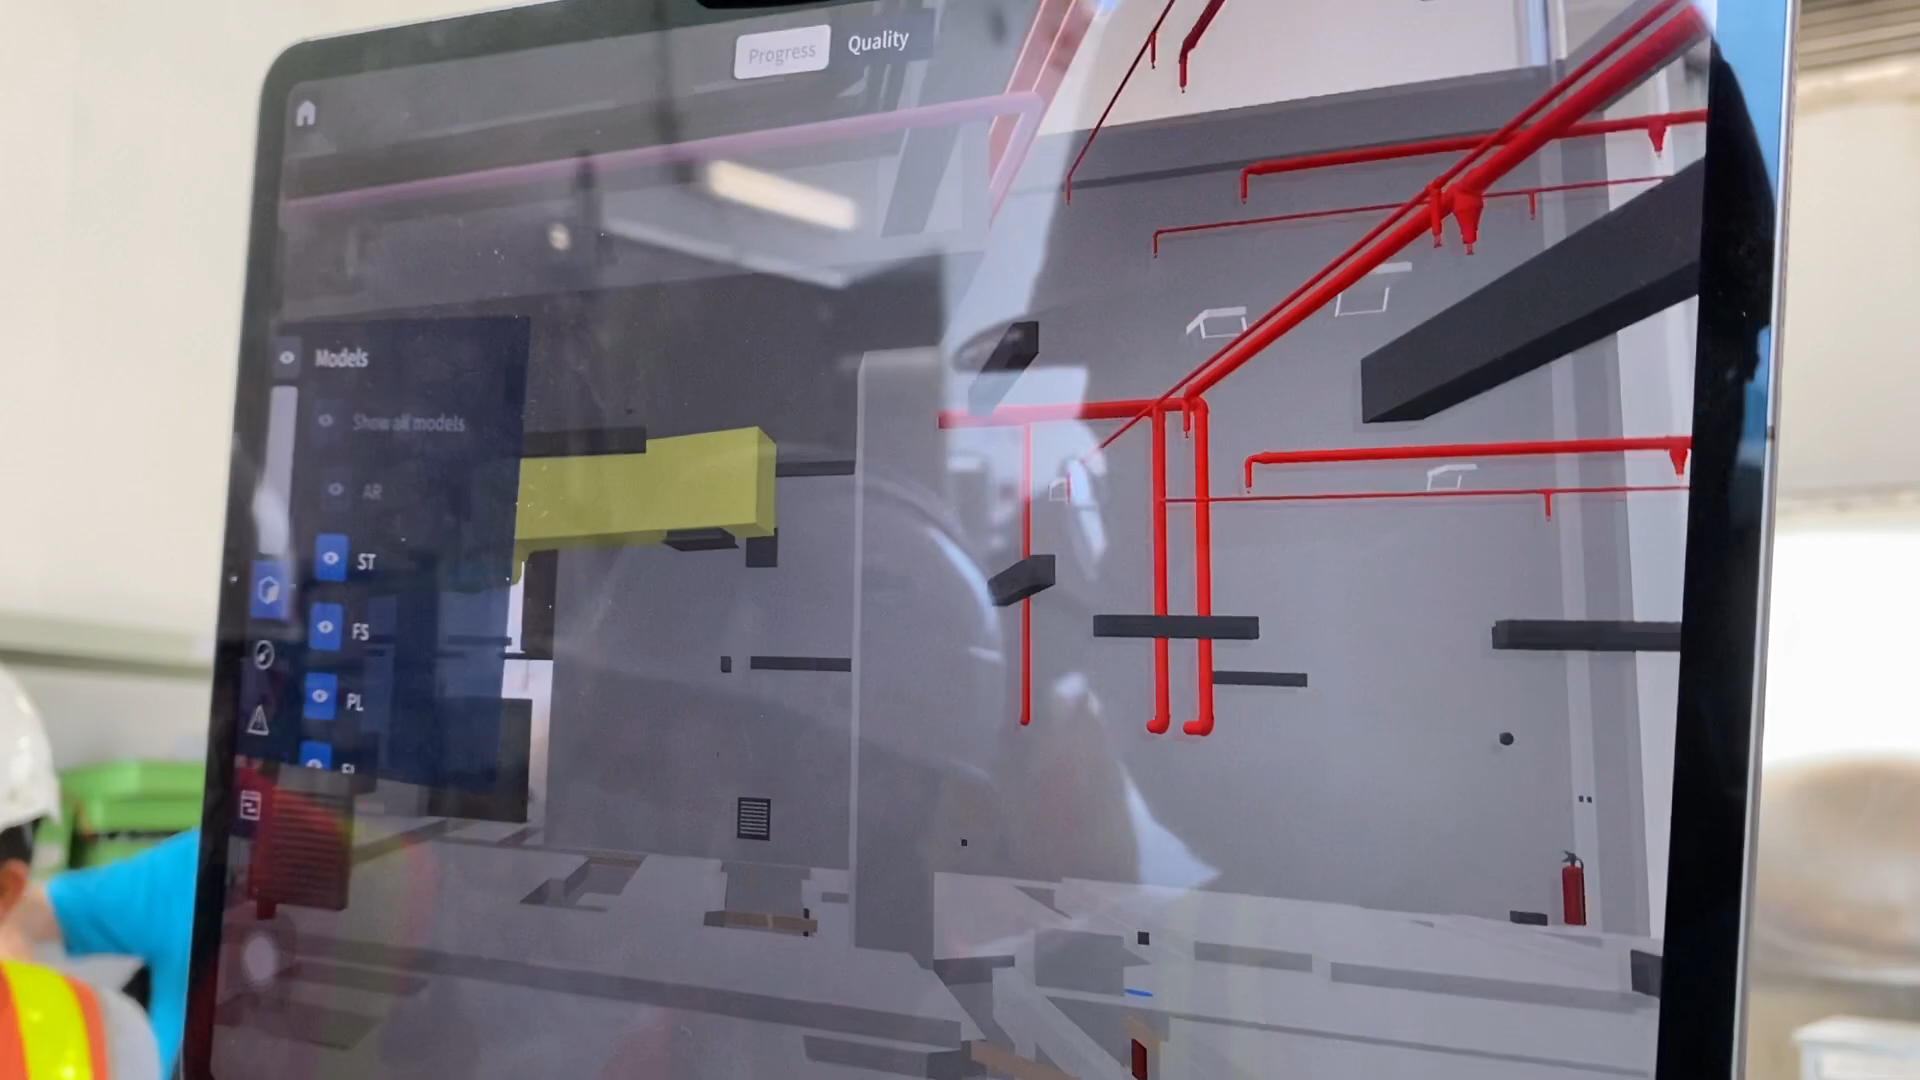 Progress
Quality
Models
Show all models
AR
ST
FS
PL